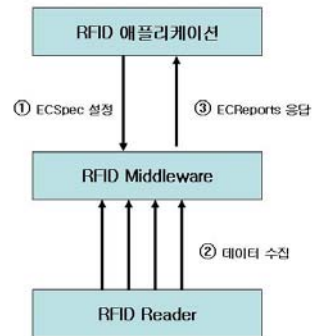 RFID 애플리케이션
① ECSpec 설정
③ ECReports 응답
RFID Middleware
② 데이터 수집
RFID Reader